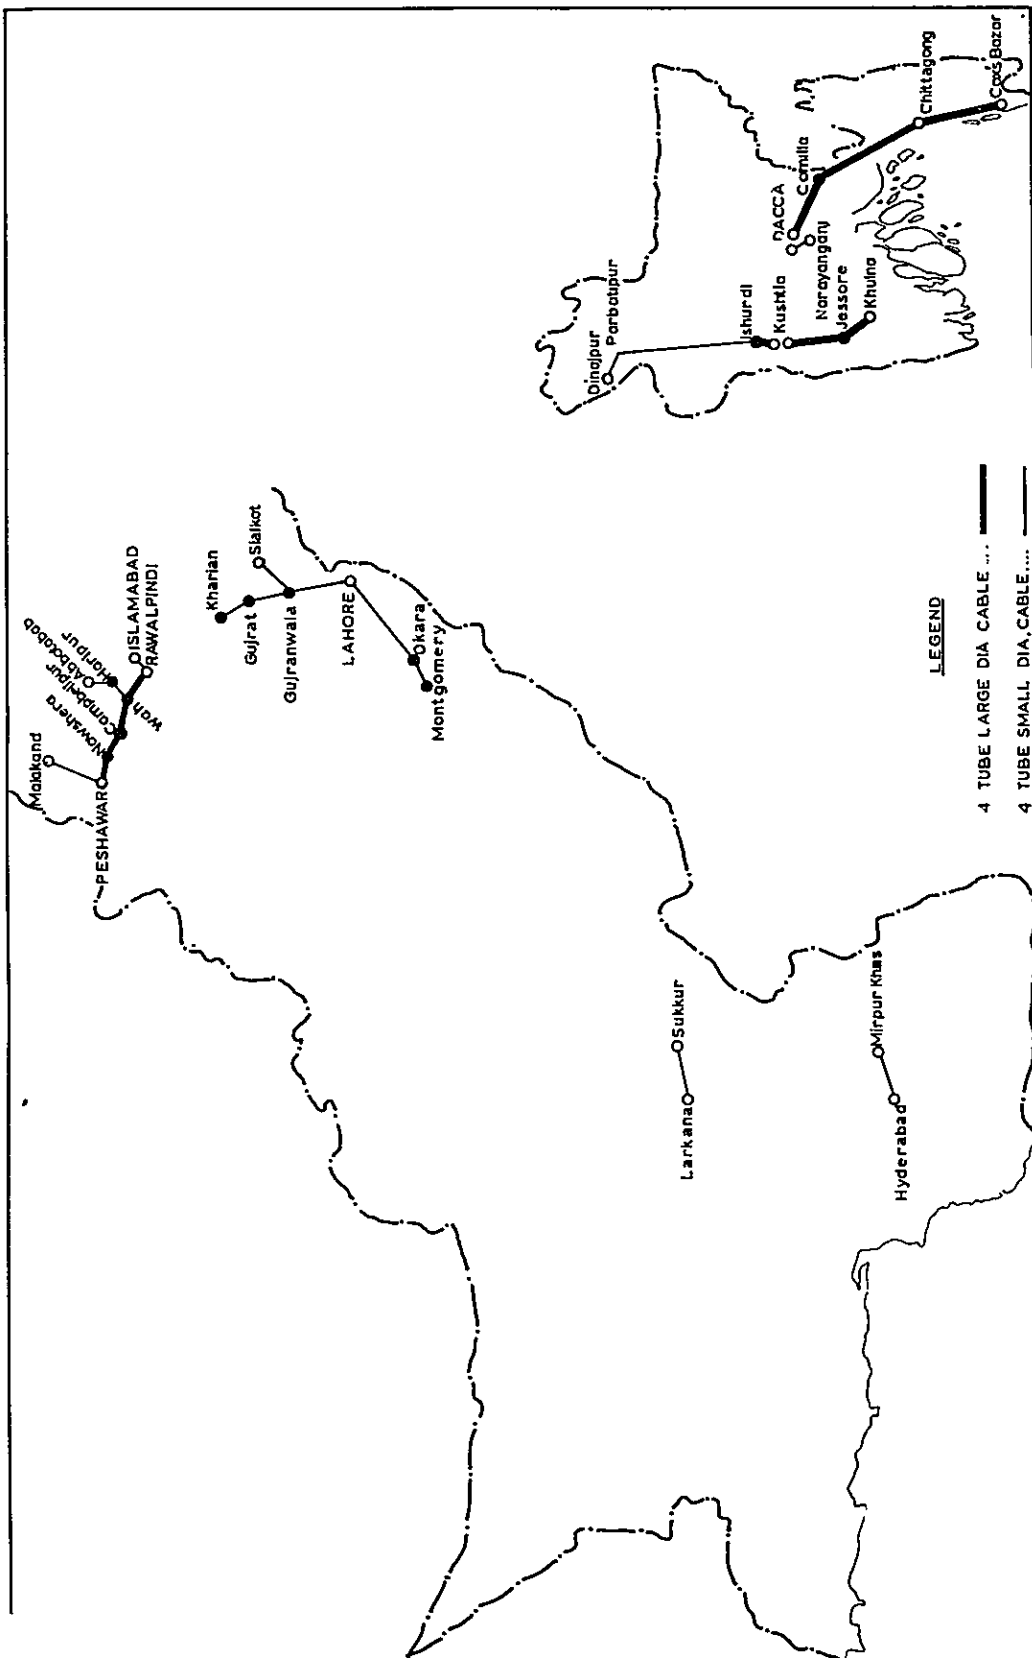 Malakand
PESHAWAR
Nowshera
Campbellpur
Wah
Haripur
Abbotabab
ISLAMABAD
RAWALPINDI
Kharian
Gujrat
Sialkot
Gujranwala
LAHORE
Okara
Montgomery
Sukkur
Larkana
Mirpur Khas
Hyderabad
Dinajpur
Parbatipur
Ishurdi
Kushtia
Jessore
Khulna
DACCA
Narayanganj
Comilla
Chittagong
Coxs Bazar
LEGEND
4 TUBE LARGE DIA CABLE ...
4 TUBE SMALL DIA, CABLE....